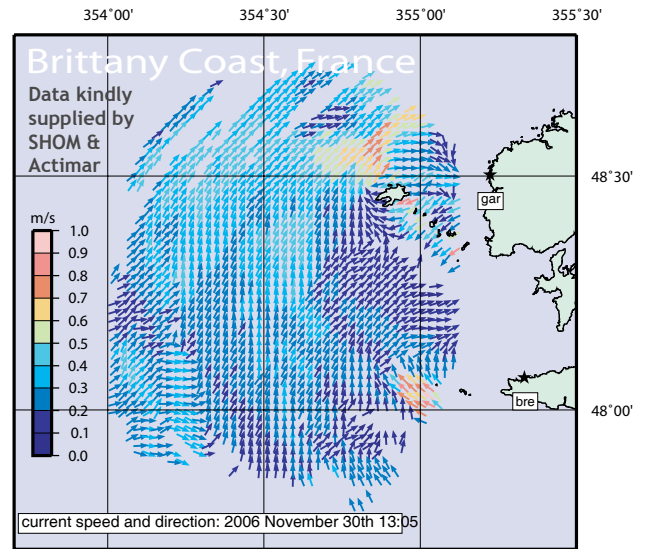 354°00' 354°30' 355°00' 355°30'
Brittany Coast, France
Data kindly
supplied by
SHOM &
Actimar
48°30'
gar
m/s
1.0
0.9
0.8
0.7
0.6
0.5
0.4
0.3
0.2
0.1
0.0
bre
48°00'
current speed and direction: 2006 November 30th 13:05